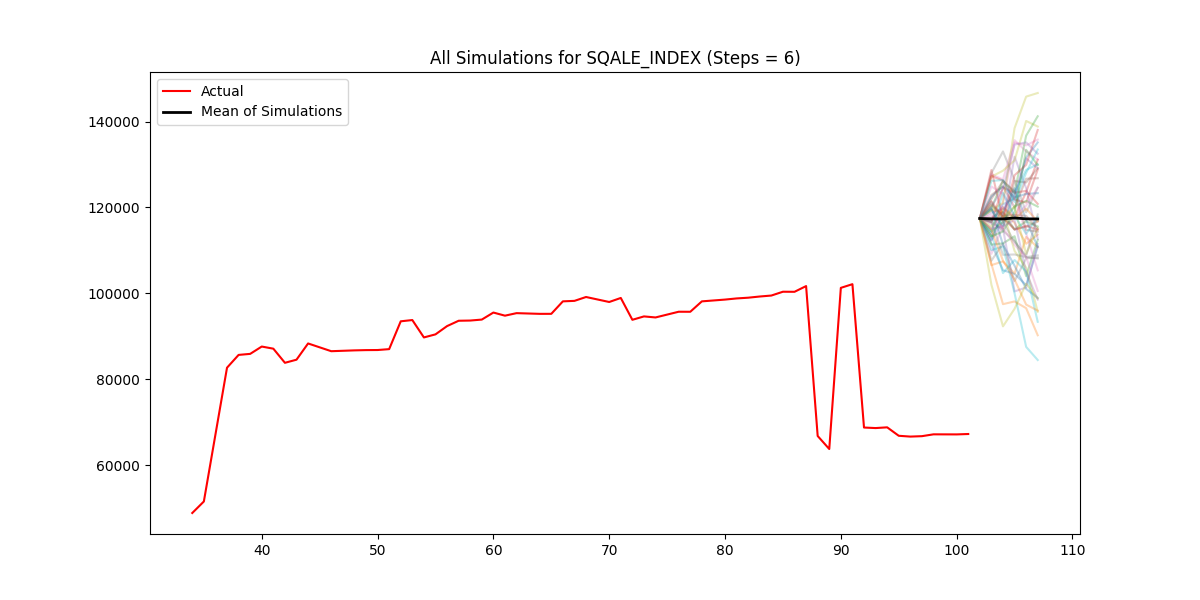 All Simulations for SQALE_INDEX (Steps = 6)
Actual
Mean of Simulations
140000
120000
100000
80000
60000
40 50 60 70 80 90 100 110